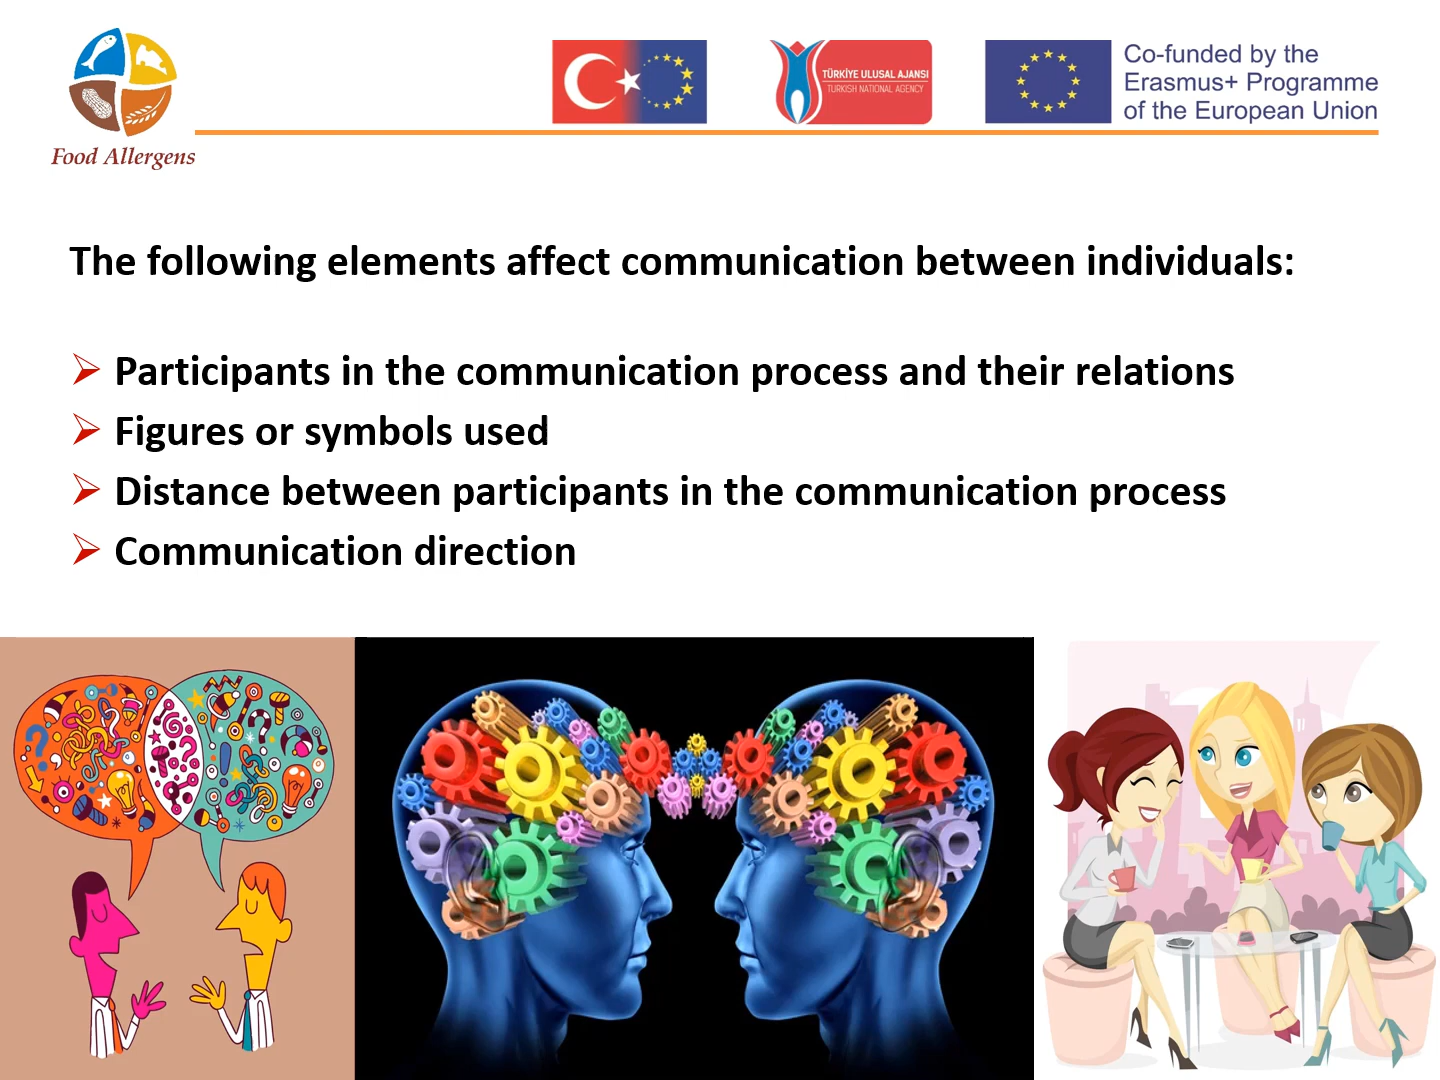 Food Allergens
TÜRKİYE ULUSAL AJANSI
TURKISH NATIONAL AGENCY
Co-funded by the
Erasmus+ Programme
of the European Union
The following elements affect communication between individuals:
Participants in the communication process and their relations
Figures or symbols used
Distance between participants in the communication process
Communication direction